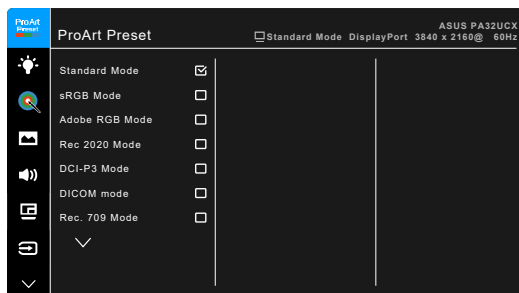 ProArt
Preset
ProArt Preset
ASUS PA32UCX
Standard Mode DisplayPort 3840 x 2160@ 60Hz
Standard Mode
sRGB Mode
Adobe RGB Mode
Rec 2020 Mode
DCI-P3 Mode
DICOM mode
Rec. 709 Mode